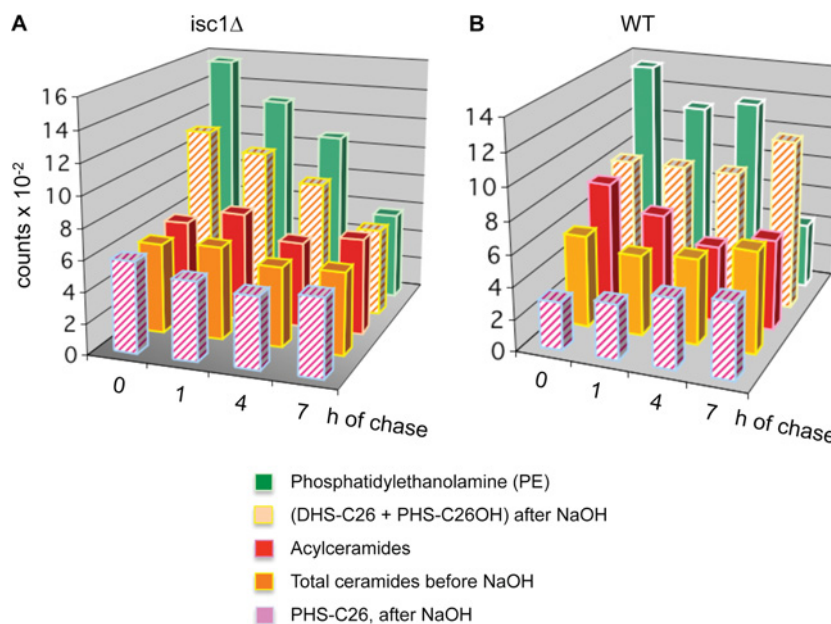 A
isc1Δ
B
WT
counts x 10⁻²
16
14
12
10
8
6
4
2
0
0
1
4
7
h of chase
14
12
10
8
6
4
2
0
0
1
4
7
h of chase
Phosphatidylethanolamine (PE)
(DHS-C26 + PHS-C26OH) after NaOH
Acylceramides
Total ceramides before NaOH
PHS-C26, after NaOH